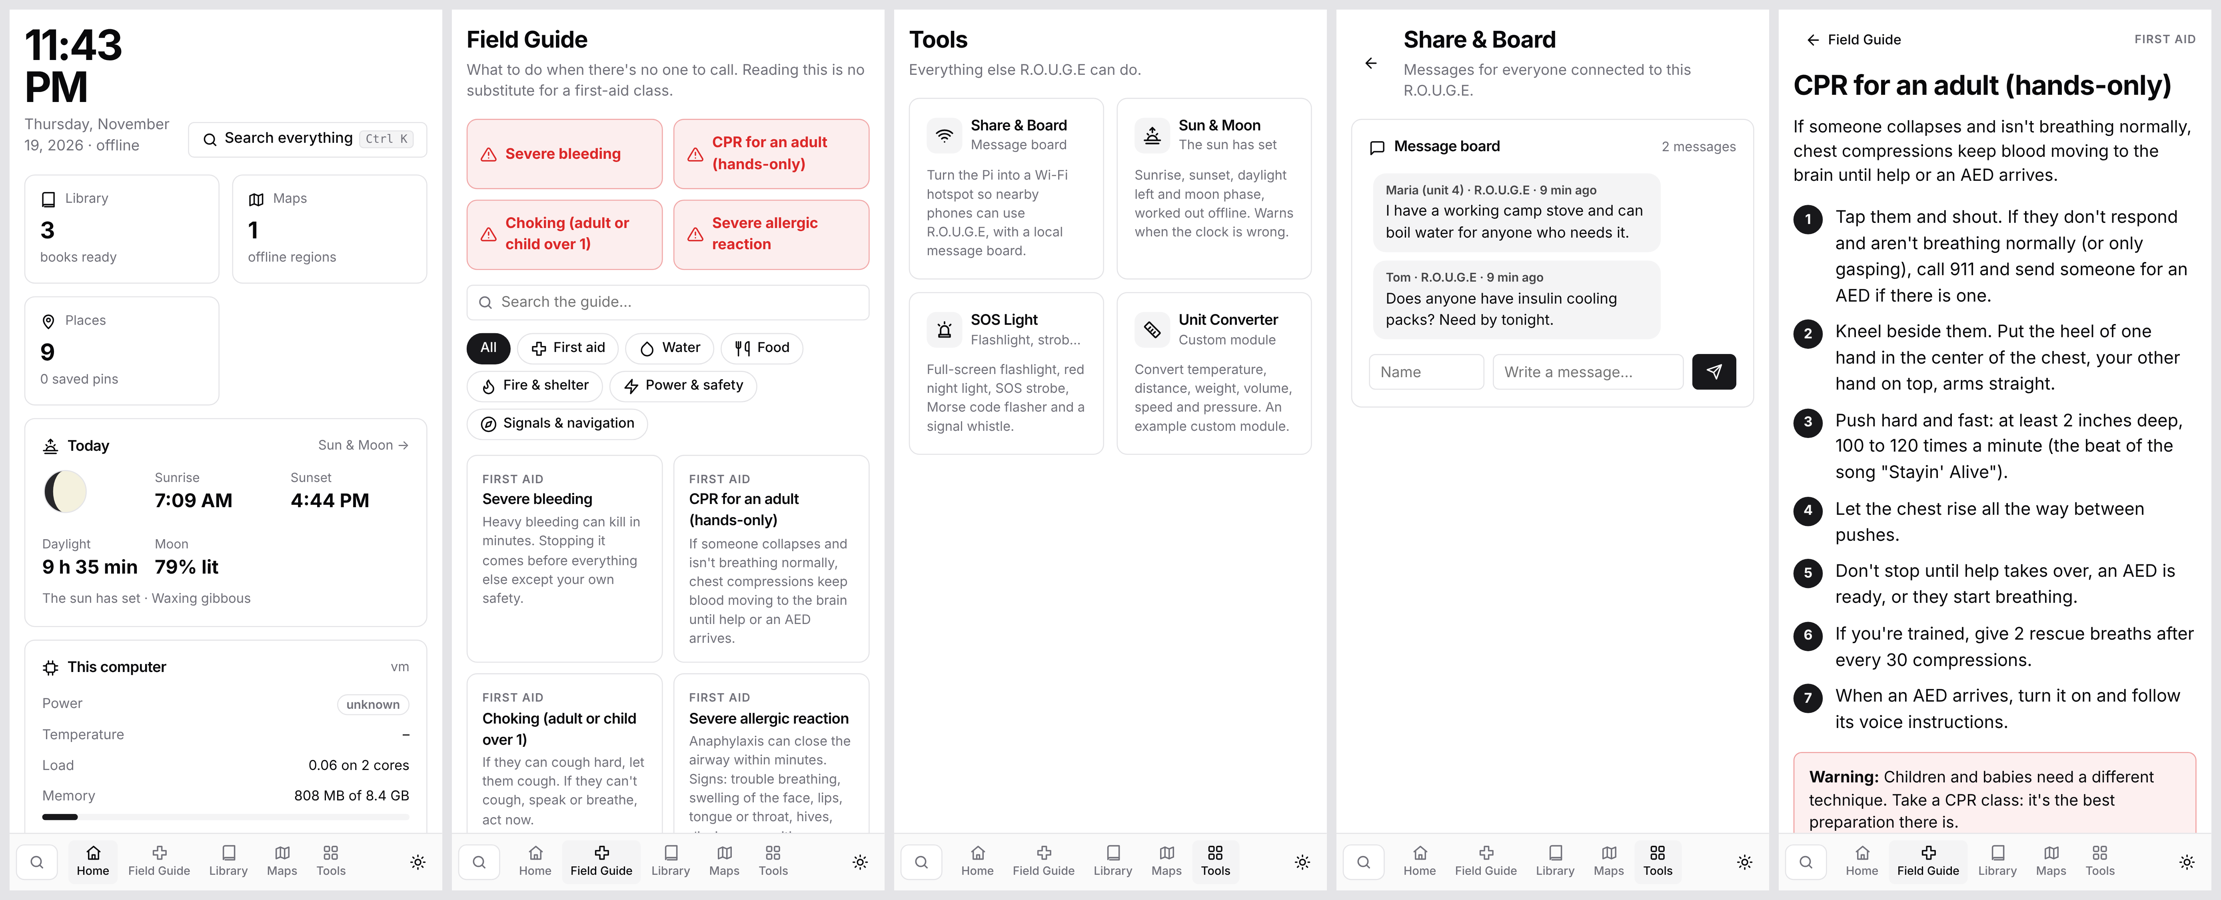 11:43
PM
Thursday, November
19, 2026 · offline
Search everything Ctrl K
Library
3
books ready
Maps
1
offline regions
Places
9
0 saved pins
Today
Sun & Moon →
Sunrise
7:09 AM
Sunset
4:44 PM
Daylight
9 h 35 min
Moon
79% lit
The sun has set · Waxing gibbous
This computer
vm
Power
unknown
Temperature
–
Load
0.06 on 2 cores
Memory
808 MB of 8.4 GB
Home
Field Guide
Library
Maps
Tools
Field Guide
What to do when there's no one to call. Reading this is no
substitute for a first-aid class.
Severe bleeding
CPR for an adult
(hands-only)
Choking (adult or
child over 1)
Severe allergic
reaction
Search the guide...
All
First aid
Water
Food
Fire & shelter
Power & safety
Signals & navigation
FIRST AID
Severe bleeding
Heavy bleeding can kill in
minutes. Stopping it
comes before everything
else except your own
safety.
FIRST AID
CPR for an adult
(hands-only)
If someone collapses and
isn't breathing normally,
chest compressions keep
blood moving to the brain
until help or an AED
arrives.
FIRST AID
Choking (adult or child
over 1)
If they can cough hard, let
them cough. If they can't
cough, speak or breathe,
act now.
FIRST AID
Severe allergic reaction
Anaphylaxis can close the
airway within minutes.
Signs: trouble breathing,
swelling of the face, lips,
tongue or throat, hives,
Home
Field Guide
Library
Maps
Tools
Tools
Everything else R.O.U.G.E can do.
Share & Board
Message board
Turn the Pi into a Wi-Fi
hotspot so nearby
phones can use
R.O.U.G.E, with a local
message board.
Sun & Moon
The sun has set
Sunrise, sunset, daylight
left and moon phase,
worked out offline. Warns
when the clock is wrong.
SOS Light
Flashlight, strob...
Full-screen flashlight, red
night light, SOS strobe,
Morse code flasher and a
signal whistle.
Unit Converter
Custom module
Convert temperature,
distance, weight, volume,
speed and pressure. An
example custom module.
Home
Field Guide
Library
Maps
Tools
Share & Board
Messages for everyone connected to this
R.O.U.G.E.
Message board
2 messages
Maria (unit 4) · R.O.U.G.E · 9 min ago
I have a working camp stove and can
boil water for anyone who needs it.
Tom · R.O.U.G.E · 9 min ago
Does anyone have insulin cooling
packs? Need by tonight.
Name
Write a message...
Home
Field Guide
Library
Maps
Tools
← Field Guide
FIRST AID
CPR for an adult (hands-only)
If someone collapses and isn't breathing normally,
chest compressions keep blood moving to the
brain until help or an AED arrives.
1 Tap them and shout. If they don't respond
and aren't breathing normally (or only
gasping), call 911 and send someone for an
AED if there is one.
2 Kneel beside them. Put the heel of one
hand in the center of the chest, your other
hand on top, arms straight.
3 Push hard and fast: at least 2 inches deep,
100 to 120 times a minute (the beat of the
song "Stayin' Alive").
4 Let the chest rise all the way between
pushes.
5 Don't stop until help takes over, an AED is
ready, or they start breathing.
6 If you're trained, give 2 rescue breaths after
every 30 compressions.
7 When an AED arrives, turn it on and follow
its voice instructions.
Warning: Children and babies need a different
technique. Take a CPR class: it's the best
preparation there is.
Home
Field Guide
Library
Maps
Tools